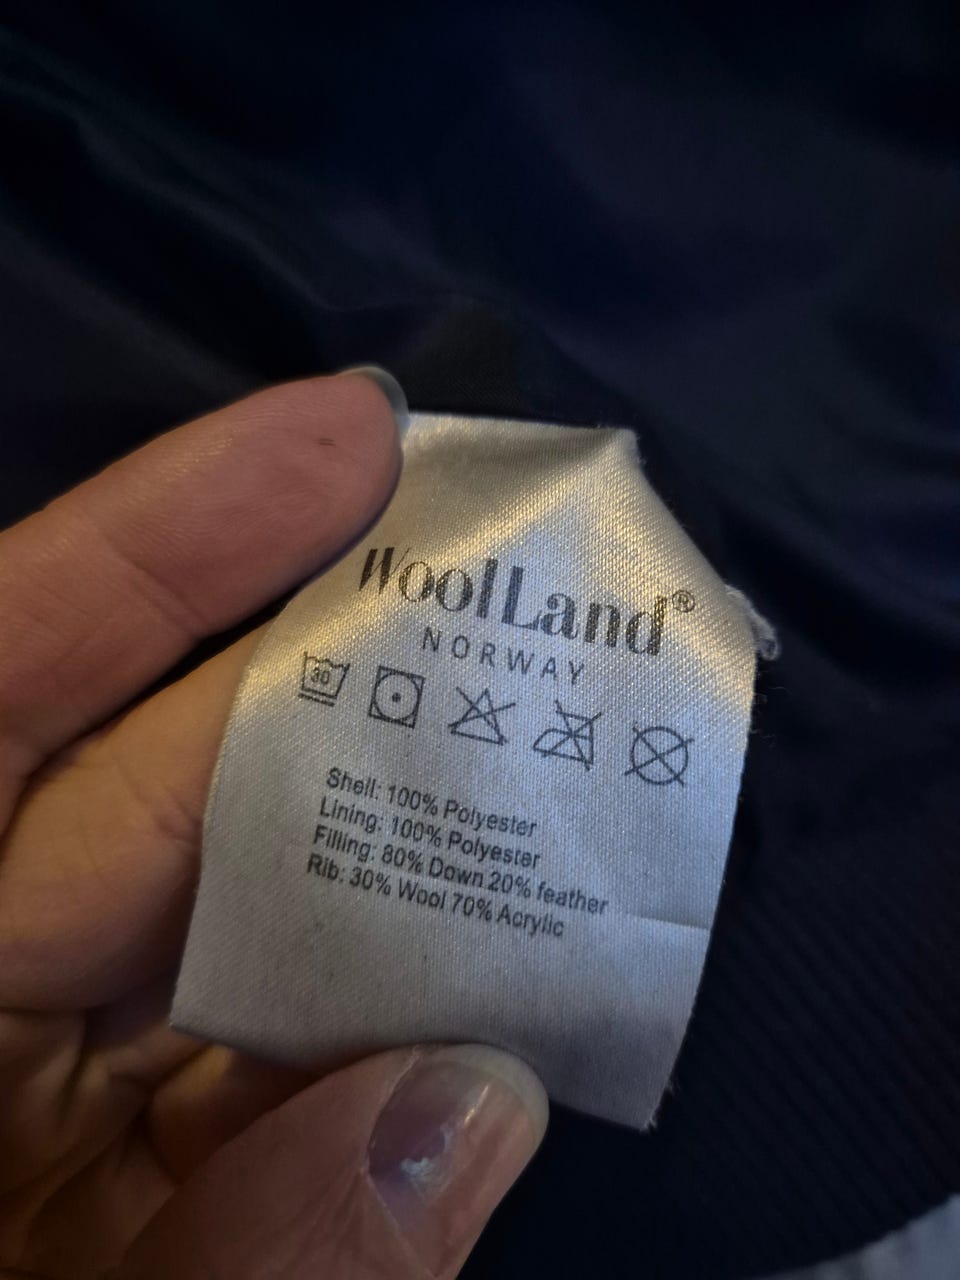 WoolLand®
NORWAY
30
Shell: 100% Polyester
Lining: 100% Polyester
Filling: 80% Down 20% feather
Rib: 30% Wool 70% Acrylic